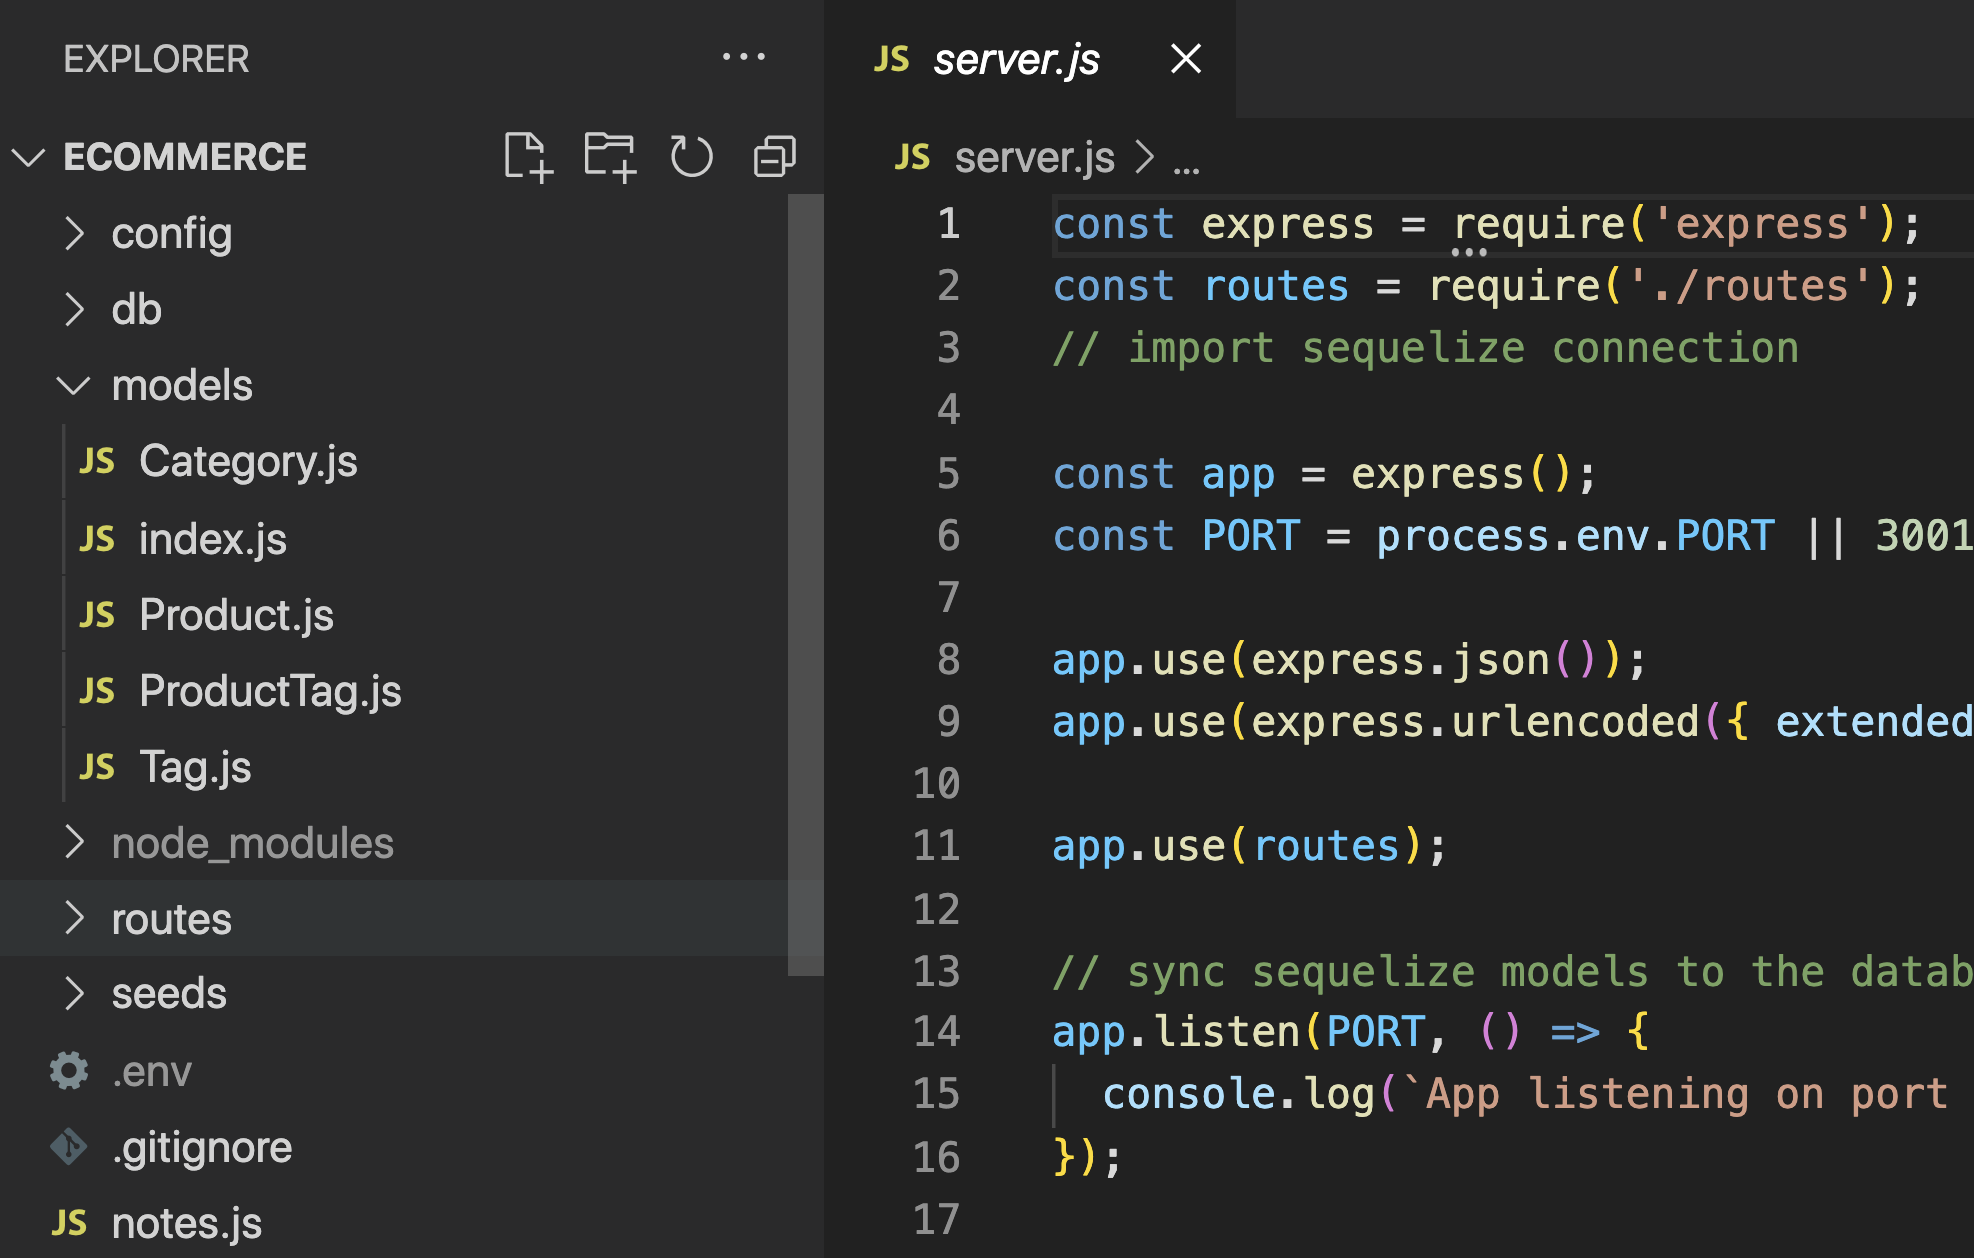 EXPLORER ...
ECOMMERCE
config
db
models
JS Category.js
JS index.js
JS Product.js
JS ProductTag.js
JS Tag.js
node_modules
routes
seeds
.env
.gitignore
JS notes.js
JS server.js
JS server.js > ...
1 const express = require('express');
2 const routes = require('./routes');
3 // import sequelize connection
4
5 const app = express();
6 const PORT = process.env.PORT || 3001
7
8 app.use(express.json());
9 app.use(express.urlencoded({ extended
10
11 app.use(routes);
12
13 // sync sequelize models to the datab
14 app.listen(PORT, () => {
15   console.log(`App listening on port
16 });
17